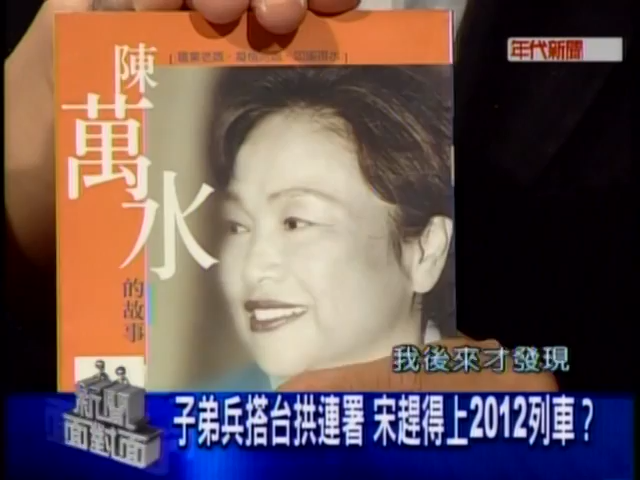 年代新聞
陳萬水
的故事
我後來才發現
新聞面對面
子弟兵搭台拱連署 宋趕得上2012列車?